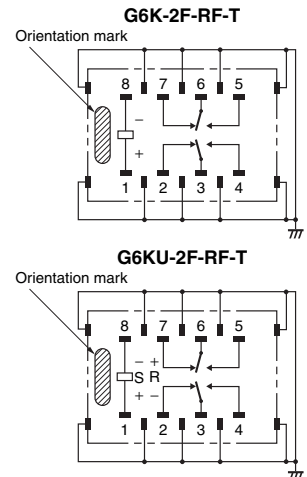 G6K-2F-RF-T
Orientation mark
8 7 6 5
−
+
1 2 3 4
G6KU-2F-RF-T
Orientation mark
8 7 6 5
− +
S R
+ −
1 2 3 4